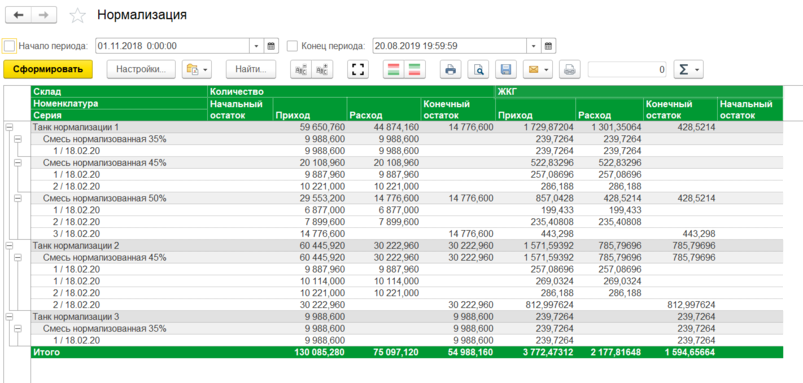 Нормализация
Начало периода: 01.11.2018 0:00:00 Конец периода: 20.08.2019 19:59:59
Сформировать Настройки... Найти... 0 Σ
Склад Количество ЖКГ
Номенклатура Начальный остаток Приход Расход Конечный остаток Приход Расход Конечный остаток Начальный остаток
Серия
Танк нормализации 1 59 650,760 44 874,160 14 776,600 1 729,87204 1 301,35064 428,5214
Смесь нормализованная 35% 9 988,600 9 988,600 239,7264 239,7264
1 / 18.02.20 9 988,600 9 988,600 239,7264 239,7264
Смесь нормализованная 45% 20 108,960 20 108,960 522,83296 522,83296
1 / 18.02.20 9 887,960 9 887,960 257,08696 257,08696
2 / 18.02.20 10 221,000 10 221,000 286,188 286,188
Смесь нормализованная 50% 29 553,200 14 776,600 14 776,600 857,0428 428,5214 428,5214
1 / 18.02.20 6 877,000 6 877,000 199,433 199,433
2 / 18.02.20 7 899,600 7 899,600 235,40808 235,40808
3 / 18.02.20 14 776,600 14 776,600 443,298 443,298
Танк нормализации 2 60 445,920 30 222,960 30 222,960 1 571,59392 785,79696 785,79696
Смесь нормализованная 45% 60 445,920 30 222,960 30 222,960 1 571,59392 785,79696 785,79696
1 / 18.02.20 9 887,960 9 887,960 257,08696 257,08696
1 / 18.02.20 10 114,000 10 114,000 269,0324 269,0324
2 / 18.02.20 10 221,000 10 221,000 286,188 286,188
2 / 18.02.20 30 222,960 30 222,960 812,997624 812,997624
Танк нормализации 3 9 988,600 9 988,600 239,7264 239,7264
Смесь нормализованная 35% 9 988,600 9 988,600 239,7264 239,7264
1 / 18.02.20 9 988,600 9 988,600 239,7264 239,7264
Итого 130 085,280 75 097,120 54 988,160 3 772,47312 2 177,81648 1 594,65664